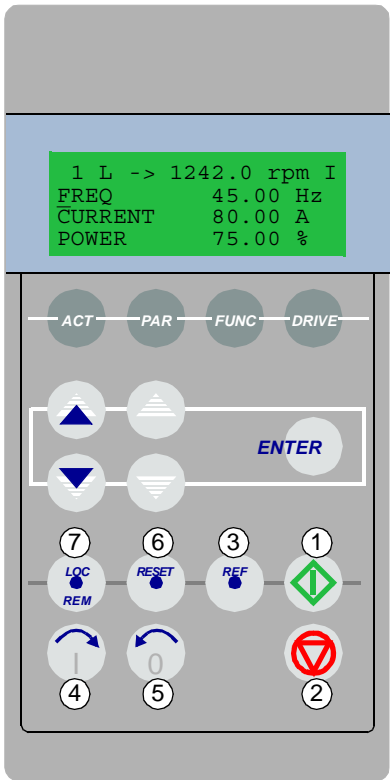 1 L -> 1242.0 rpm I
FREQ 45.00 Hz
CURRENT 80.00 A
POWER 75.00 %
ACT PAR FUNC DRIVE
ENTER
7 6 3 1
LOC RESET REF
REM
I 0
4 5 2